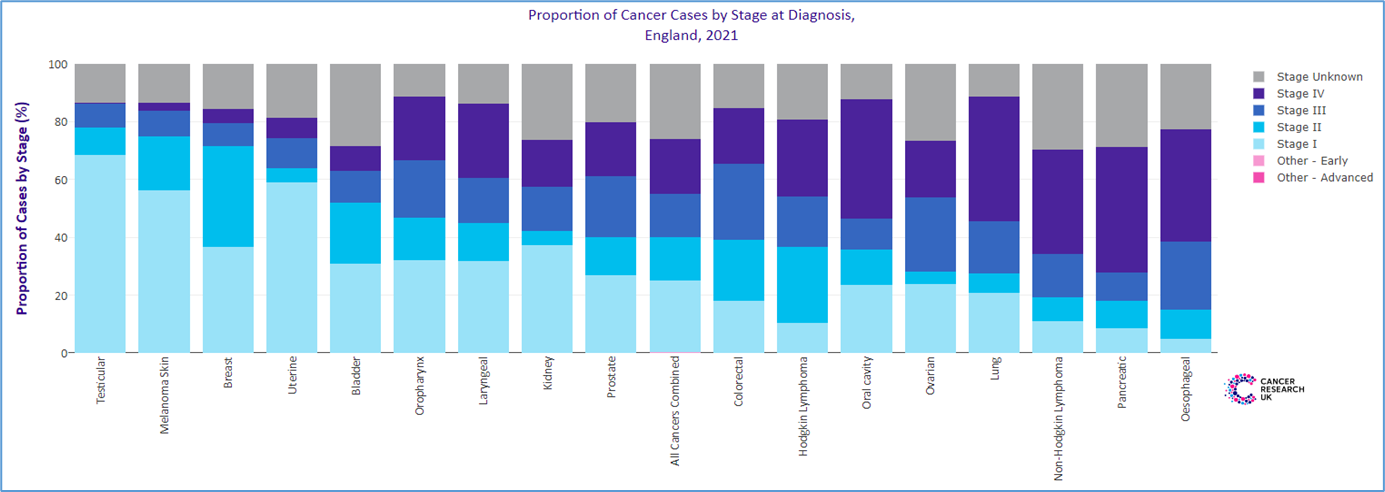 Proportion of Cancer Cases by Stage at Diagnosis,
England, 2021
Proportion of Cases by Stage (%)
100
80
60
40
20
0
Testicular
Melanoma Skin
Breast
Uterine
Bladder
Oropharynx
Laryngeal
Kidney
Prostate
All Cancers Combined
Colorectal
Hodgkin Lymphoma
Oral cavity
Ovarian
Lung
Non-Hodgkin Lymphoma
Pancreatic
Oesophageal
Stage Unknown
Stage IV
Stage III
Stage II
Stage I
Other - Early
Other - Advanced
CANCER
RESEARCH
UK